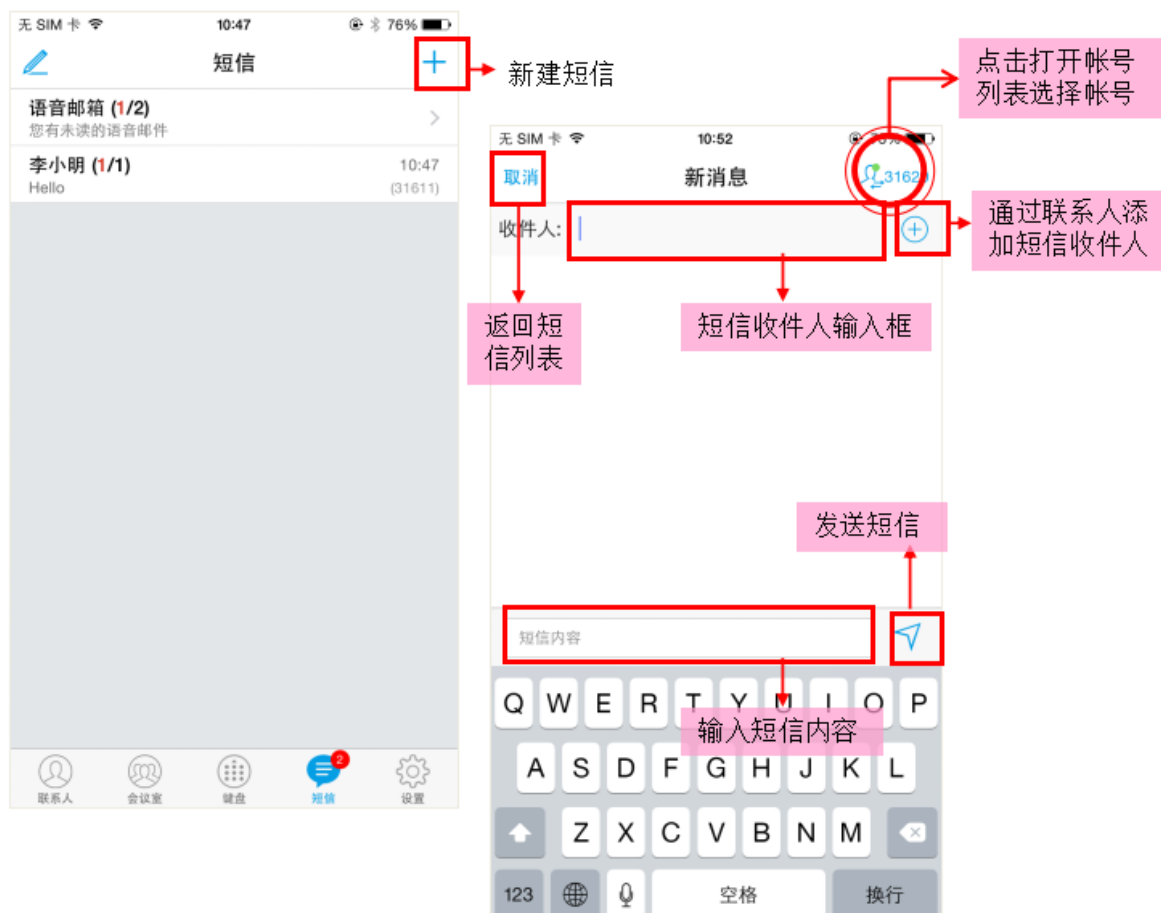 无 SIM 卡 10:47 76%
短信
新建短信
语音邮箱 (1/2)
您有未读的语音邮件
李小明 (1/1) 10:47
Hello (31611)
联系人 会议室 键盘 短信 2 设置
点击打开帐号
列表选择帐号
无 SIM 卡 10:52
取消 新消息
收件人:
通过联系人添
加短信收件人
返回短
信列表
短信收件人输入框
发送短信
短信内容
Q W E R T Y U I O P
输入短信内容
A S D F G H J K L
Z X C V B N M
123 空格 换行